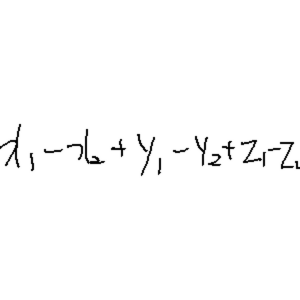 x₁ - x₂ + y₁ - y₂ + z₁ - z₂